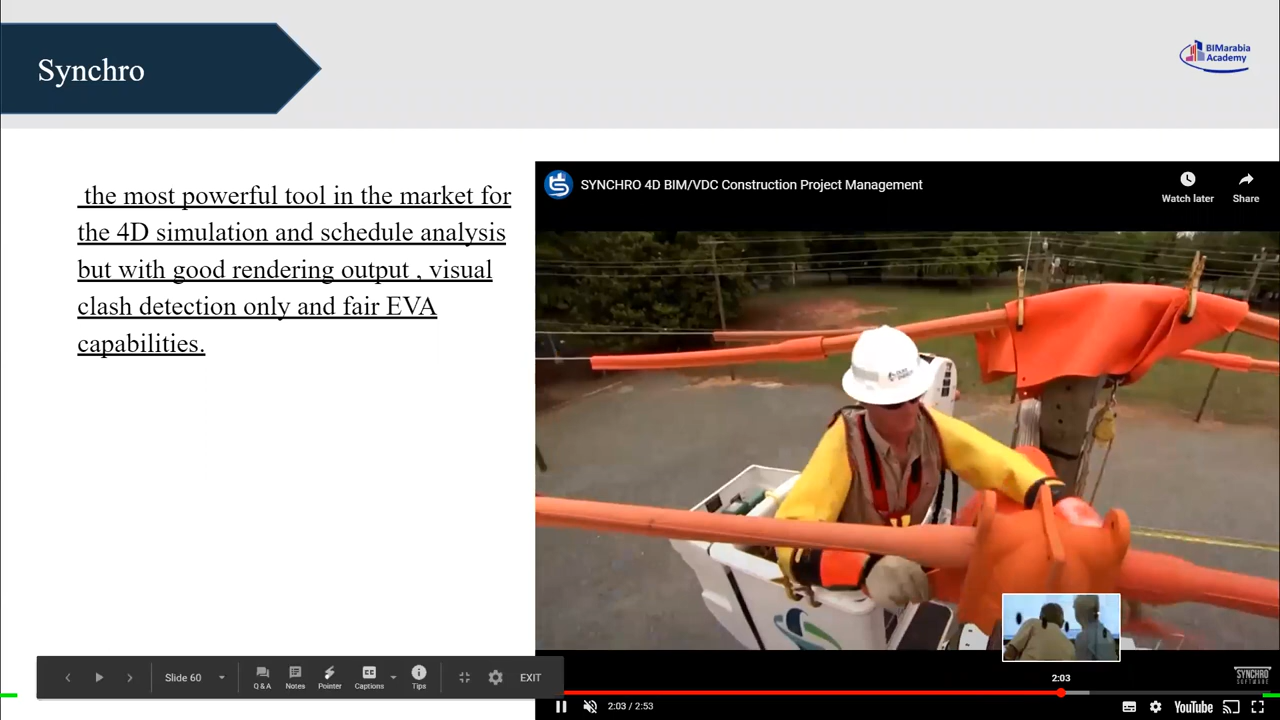 Synchro
BIMarabia
Academy
the most powerful tool in the market for
the 4D simulation and schedule analysis
but with good rendering output , visual
clash detection only and fair EVA
capabilities.
SYNCHRO 4D BIM/VDC Construction Project Management
Watch later
Share
Slide 60
Q & A
Notes
Pointer
Captions
Tips
EXIT
2:03
SYNCHRO
SOFTWARE
2:03 / 2:53
YouTube